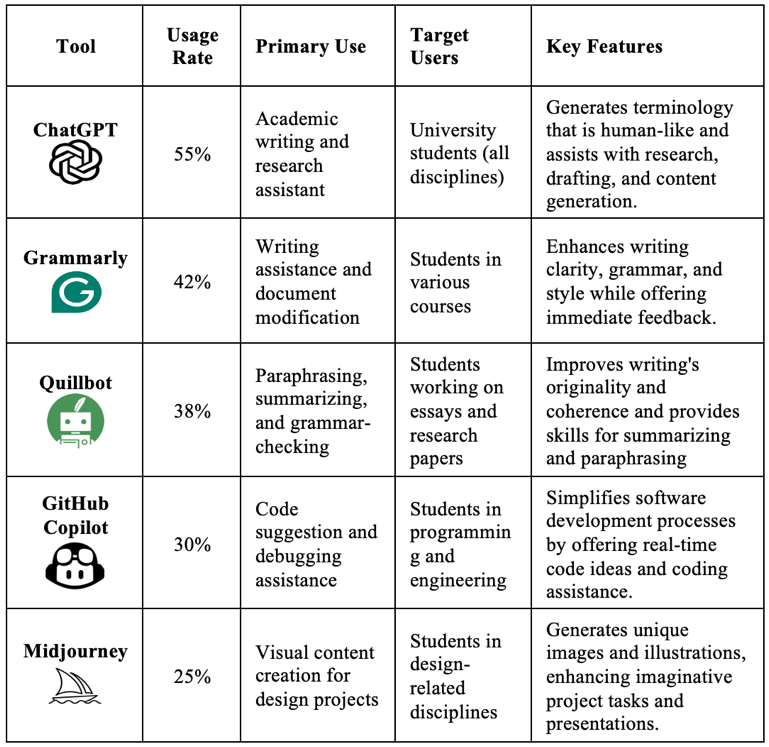 Tool
Usage
Rate
Primary Use
Target
Users
Key Features
ChatGPT
55%
Academic
writing and
research
assistant
University
students (all
disciplines)
Generates terminology
that is human-like and
assists with research,
drafting, and content
generation.
Grammarly
42%
Writing
assistance and
document
modification
Students in
various
courses
Enhances writing
clarity, grammar, and
style while offering
immediate feedback.
Quillbot
38%
Paraphrasing,
summarizing,
and grammar-
checking
Students
working on
essays and
research
papers
Improves writing's
originality and
coherence and provides
skills for summarizing
and paraphrasing
GitHub
Copilot
30%
Code
suggestion and
debugging
assistance
Students in
programmin
g and
engineering
Simplifies software
development processes
by offering real-time
code ideas and coding
assistance.
Midjourney
25%
Visual content
creation for
design projects
Students in
design-
related
disciplines
Generates unique
images and illustrations,
enhancing imaginative
project tasks and
presentations.